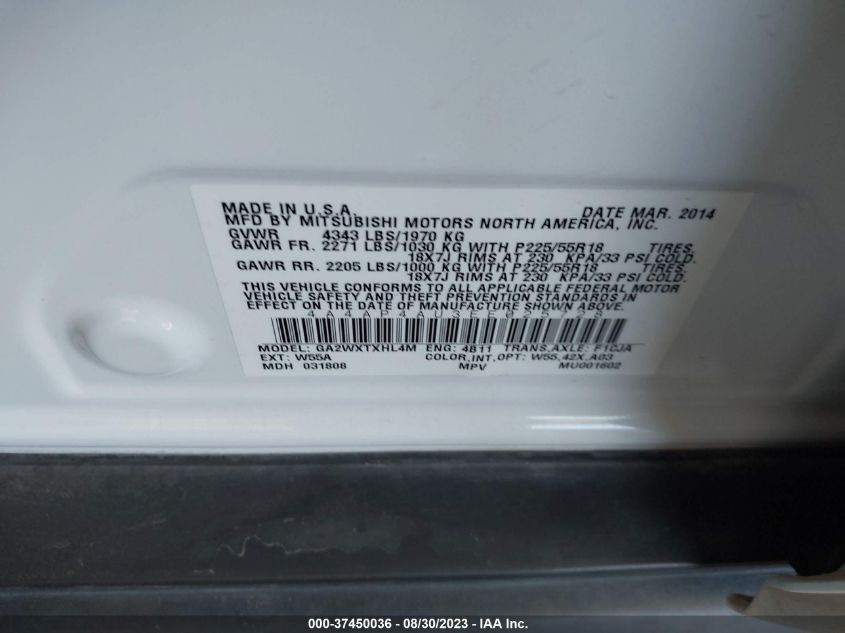 MADE IN U.S.A. DATE MAR. 2014
MFD BY MITSUBISHI MOTORS NORTH AMERICA, INC.
GVWR 4343 LBS/1970 KG
GAWR FR. 2271 LBS/1030 KG WITH P225/55R18 TIRES,
18X7J RIMS AT 230 KPA/33 PSI COLD.
GAWR RR. 2205 LBS/1000 KG WITH P225/55R18 TIRES,
18X7J RIMS AT 230 KPA/33 PSI COLD.
THIS VEHICLE CONFORMS TO ALL APPLICABLE FEDERAL MOTOR
VEHICLE SAFETY AND THEFT PREVENTION STANDARDS IN
EFFECT ON THE DATE OF MANUFACTURE SHOWN ABOVE.
MODEL: GA2WXTXHL4M ENG: 4B11 TRANS,AXLE: F1CJA
EXT: W55A COLOR,INT,OPT: W55,42X,A03
MDH 031808 MPV MU001602
000-37450036 - 08/30/2023 - IAA Inc.